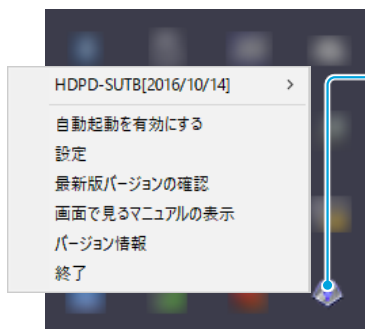 HDPD-SUTB[2016/10/14]
自動起動を有効にする
設定
最新版バージョンの確認
画面で見るマニュアルの表示
バージョン情報
終了